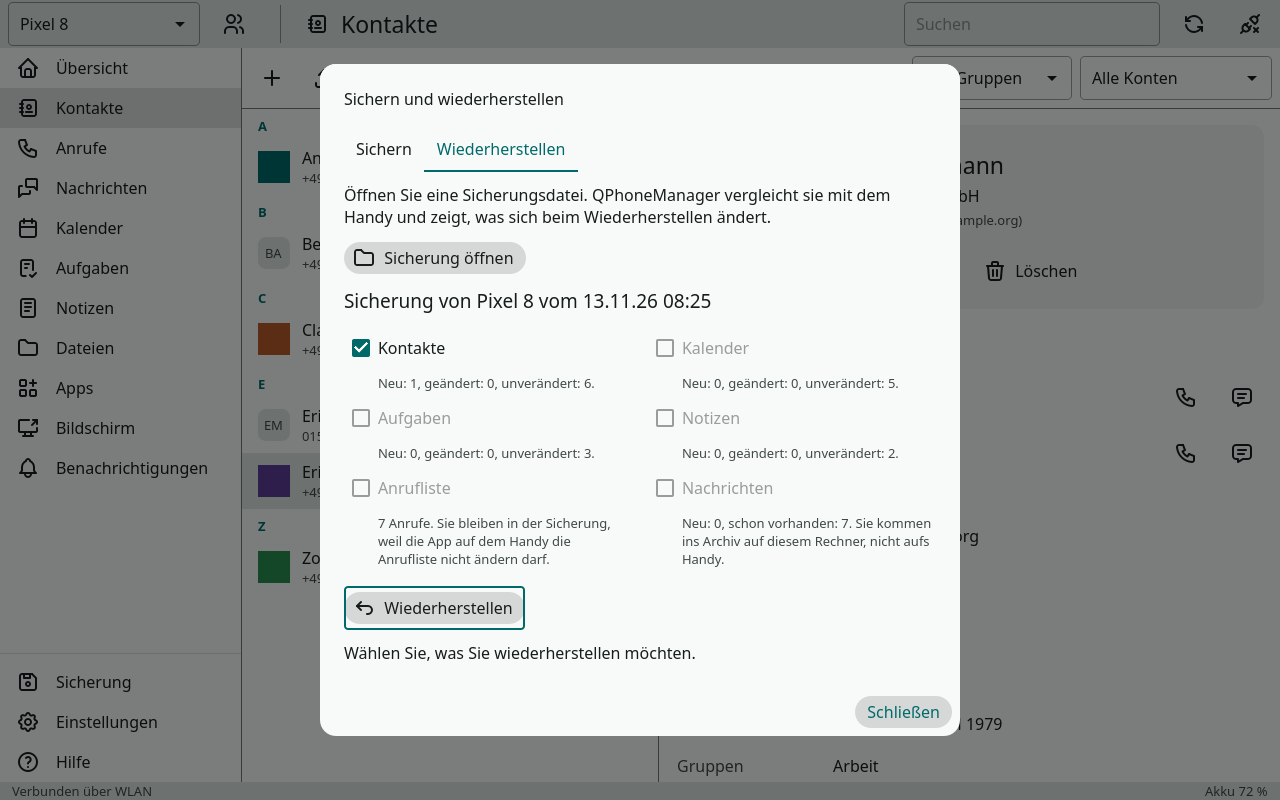 Pixel 8
Kontakte
Suchen
Übersicht
Kontakte
Anrufe
Nachrichten
Kalender
Aufgaben
Notizen
Dateien
Apps
Bildschirm
Benachrichtigungen
Sicherung
Einstellungen
Hilfe
Gruppen
Alle Konten
A
B
BA
C
E
EM
Z
Löschen
Sichern und wiederherstellen
Sichern
Wiederherstellen
Öffnen Sie eine Sicherungsdatei. QPhoneManager vergleicht sie mit dem
Handy und zeigt, was sich beim Wiederherstellen ändert.
Sicherung öffnen
Sicherung von Pixel 8 vom 13.11.26 08:25
Kontakte
Neu: 1, geändert: 0, unverändert: 6.
Kalender
Neu: 0, geändert: 0, unverändert: 5.
Aufgaben
Neu: 0, geändert: 0, unverändert: 3.
Notizen
Neu: 0, geändert: 0, unverändert: 2.
Anrufliste
7 Anrufe. Sie bleiben in der Sicherung,
weil die App auf dem Handy die
Anrufliste nicht ändern darf.
Nachrichten
Neu: 0, schon vorhanden: 7. Sie kommen
ins Archiv auf diesem Rechner, nicht aufs
Handy.
Wiederherstellen
Wählen Sie, was Sie wiederherstellen möchten.
Schließen
1979
Gruppen
Arbeit
Verbunden über WLAN
Akku 72 %